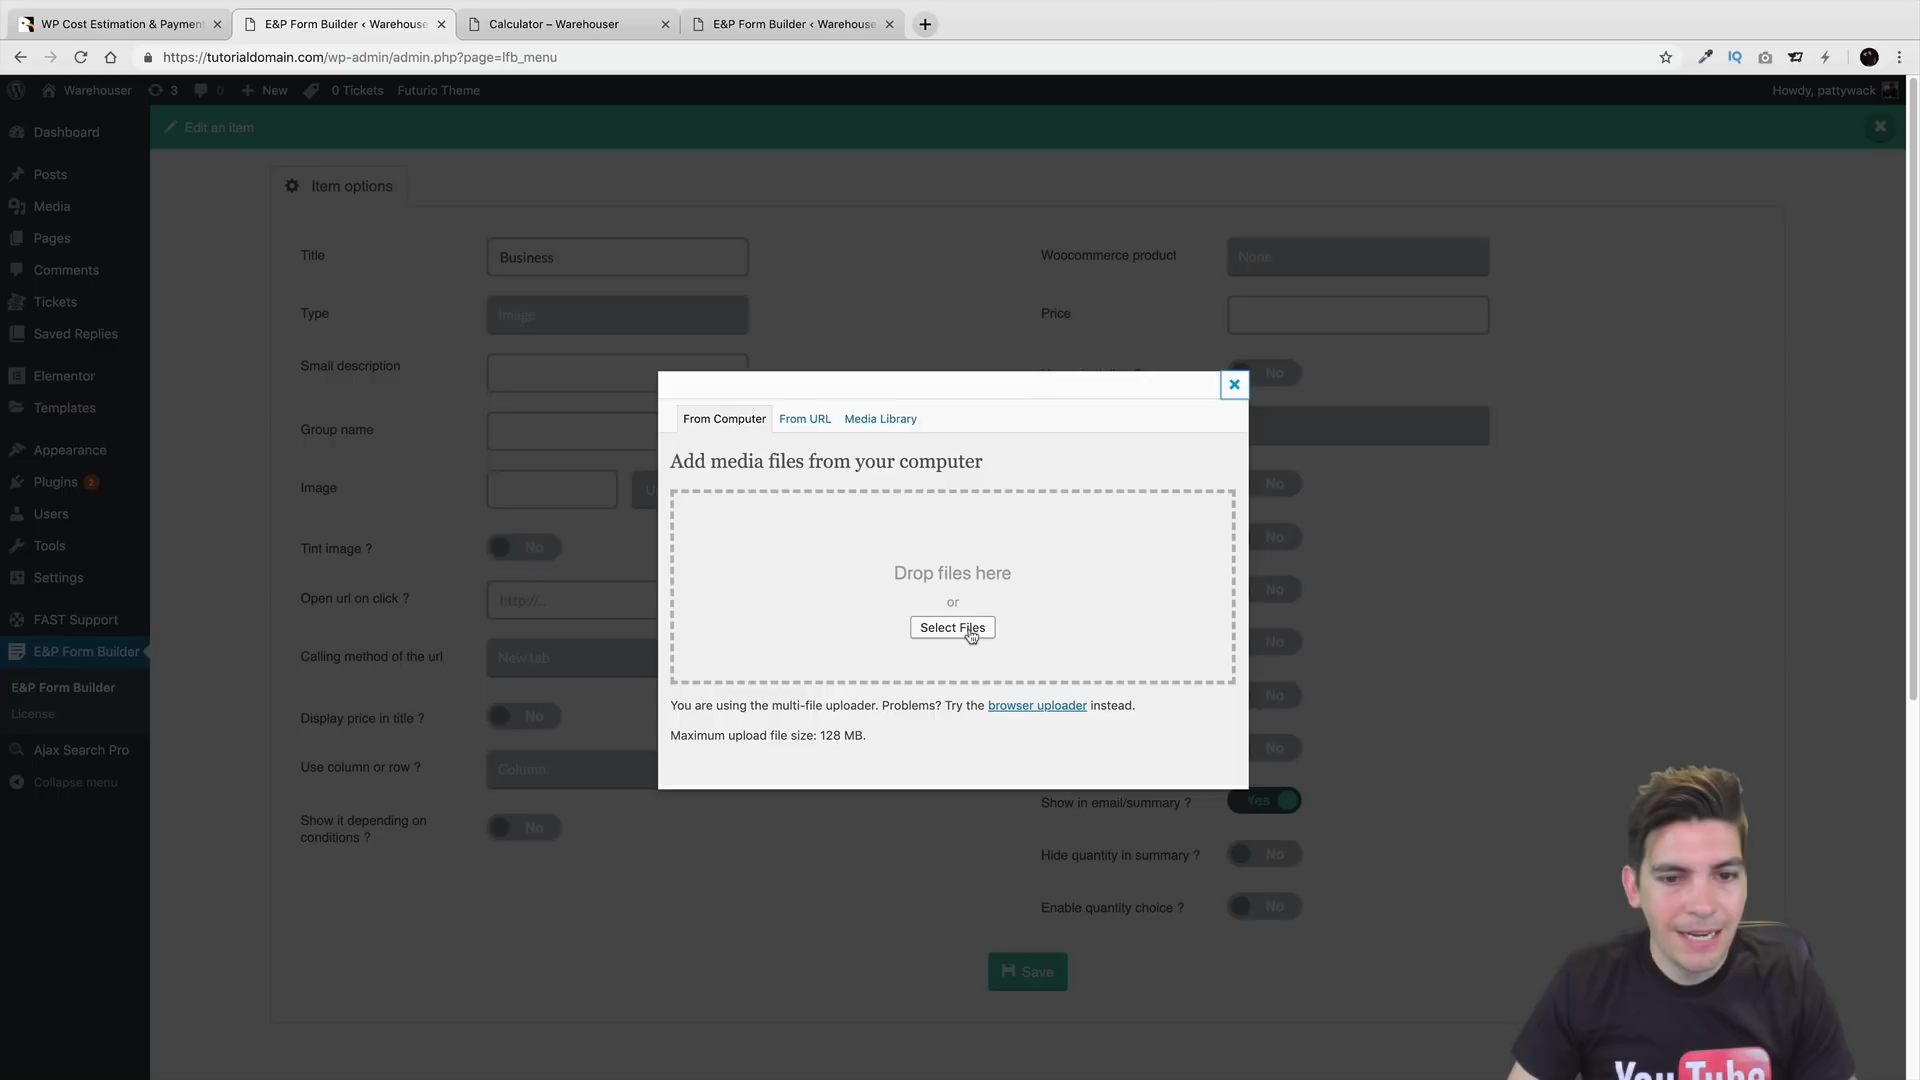 WP Cost Estimation & Payment
E&P Form Builder ‹ Warehouse
Calculator – Warehouser
E&P Form Builder ‹ Warehouse
https://tutorialdomain.com/wp-admin/admin.php?page=lfb_menu
IQ
Warehouser
3
0
New
0 Tickets
Futurio Theme
Howdy, pattywack
Dashboard
Posts
Media
Pages
Comments
Tickets
Saved Replies
Elementor
Templates
Appearance
Plugins 2
Users
Tools
Settings
FAST Support
E&P Form Builder
E&P Form Builder
License
Ajax Search Pro
Collapse menu
Edit an item
Item options
Title
Business
Type
Image
Small description
Group name
Image
Tint image ?
No
Open url on click ?
http://...
Calling method of the url
New tab
Display price in title ?
No
Use column or row ?
Column
Show it depending on
conditions ?
No
Woocommerce product
None
Price
No
No
No
No
No
No
No
Show in email/summary ?
Yes
Hide quantity in summary ?
No
Enable quantity choice ?
No
Save
From Computer
From URL
Media Library
Add media files from your computer
Drop files here
or
Select Files
You are using the multi-file uploader. Problems? Try the browser uploader instead.
Maximum upload file size: 128 MB.
YouTube